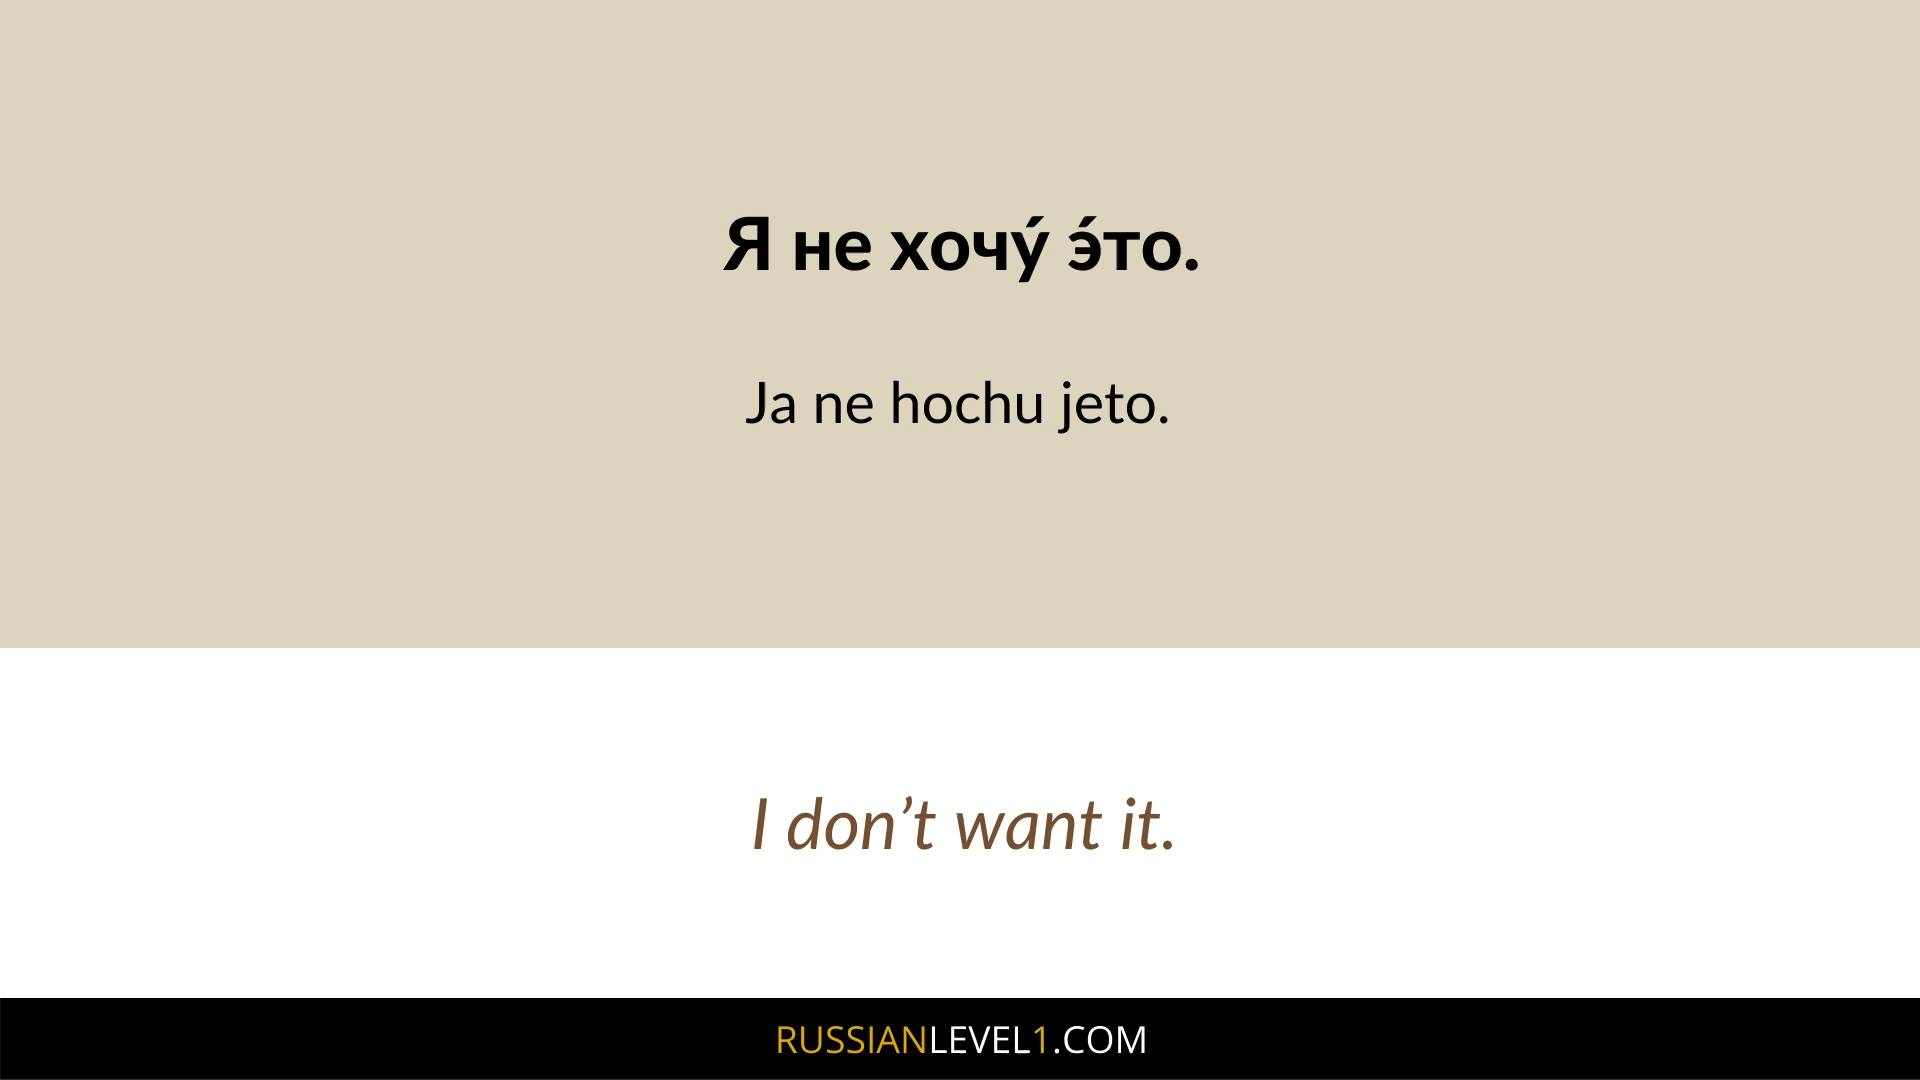 Я не хочу́ э́то.
Ja ne hochu jeto.
I don’t want it.
RUSSIANLEVEL1.COM